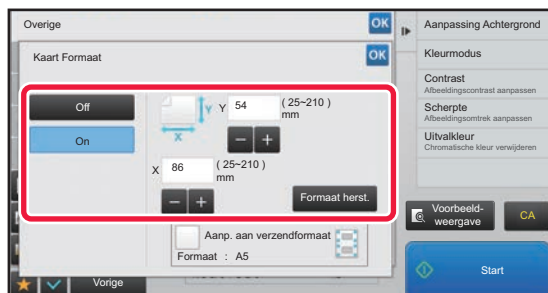 Overige
OK
Kaart Formaat
OK
Off
On
Y
X
Y 54 ( 25~210 )
mm
− +
X 86 ( 25~210 )
mm
− +
Formaat herst.
Aanp. aan verzendformaat
Formaat : A5
Vorige
Aanpassing Achtergrond
Kleurmodus
Contrast
Afbeeldingscontrast aanpassen
Scherpte
Afbeeldingsomtrek aanpassen
Uitvalkleur
Chromatische kleur verwijderen
Voorbeeld-
weergave
CA
Start